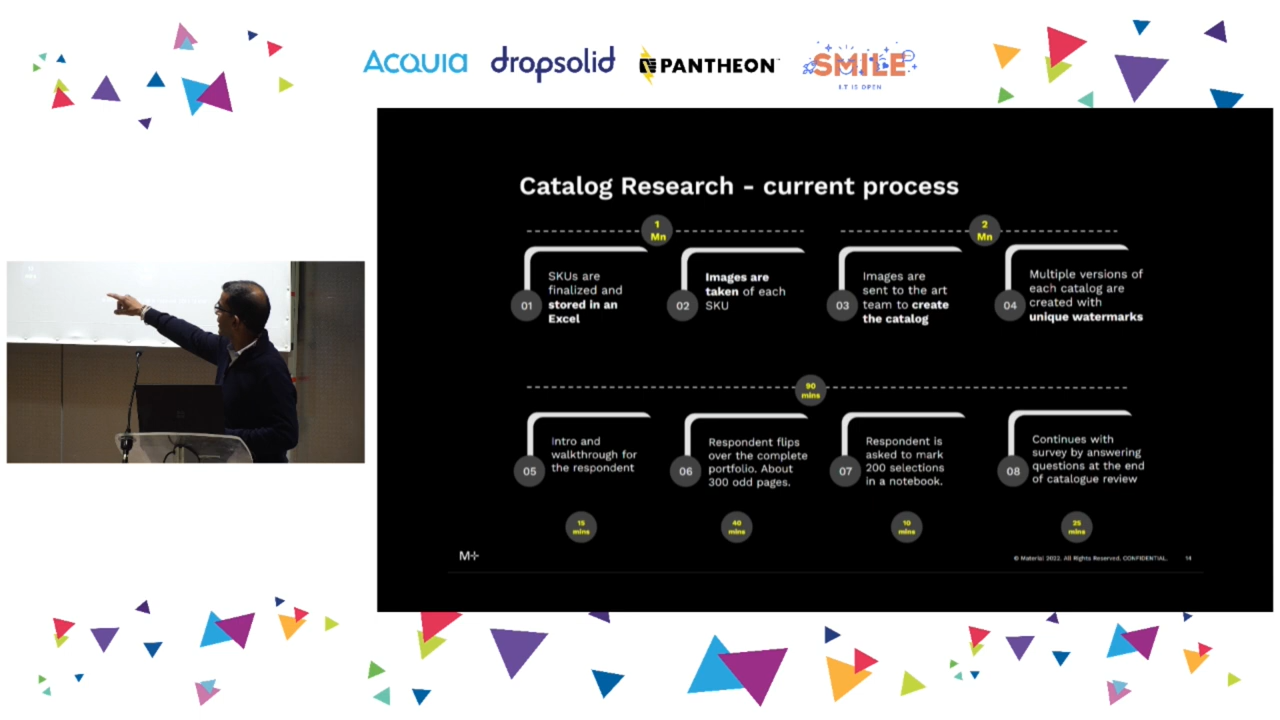 ACQUIA
dropsolid
PANTHEON
SMILE
I.T IS OPEN
Catalog Research - current process
1
Mn
2
Mn
01
SKUs are
finalized and
stored in an
Excel
02
Images are
taken of each
SKU
03
Images are
sent to the art
team to create
the catalog
04
Multiple versions of
each catalog are
created with
unique watermarks
90
mins
05
Intro and
walkthrough for
the respondent
06
Respondent flips
over the complete
portfolio. About
300 odd pages.
07
Respondent is
asked to mark
200 selections
in a notebook.
08
Continues with
survey by answering
questions at the end
of catalogue review
15
mins
40
mins
10
mins
25
mins
M+
© Material 2022. All Rights Reserved. CONFIDENTIAL.
14